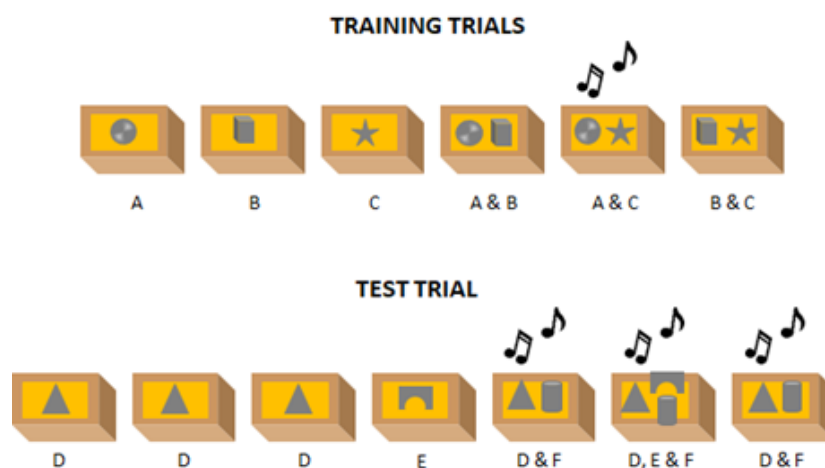 TRAINING TRIALS
A B C A & B A & C B & C
TEST TRIAL
D D D E D & F D, E & F D & F